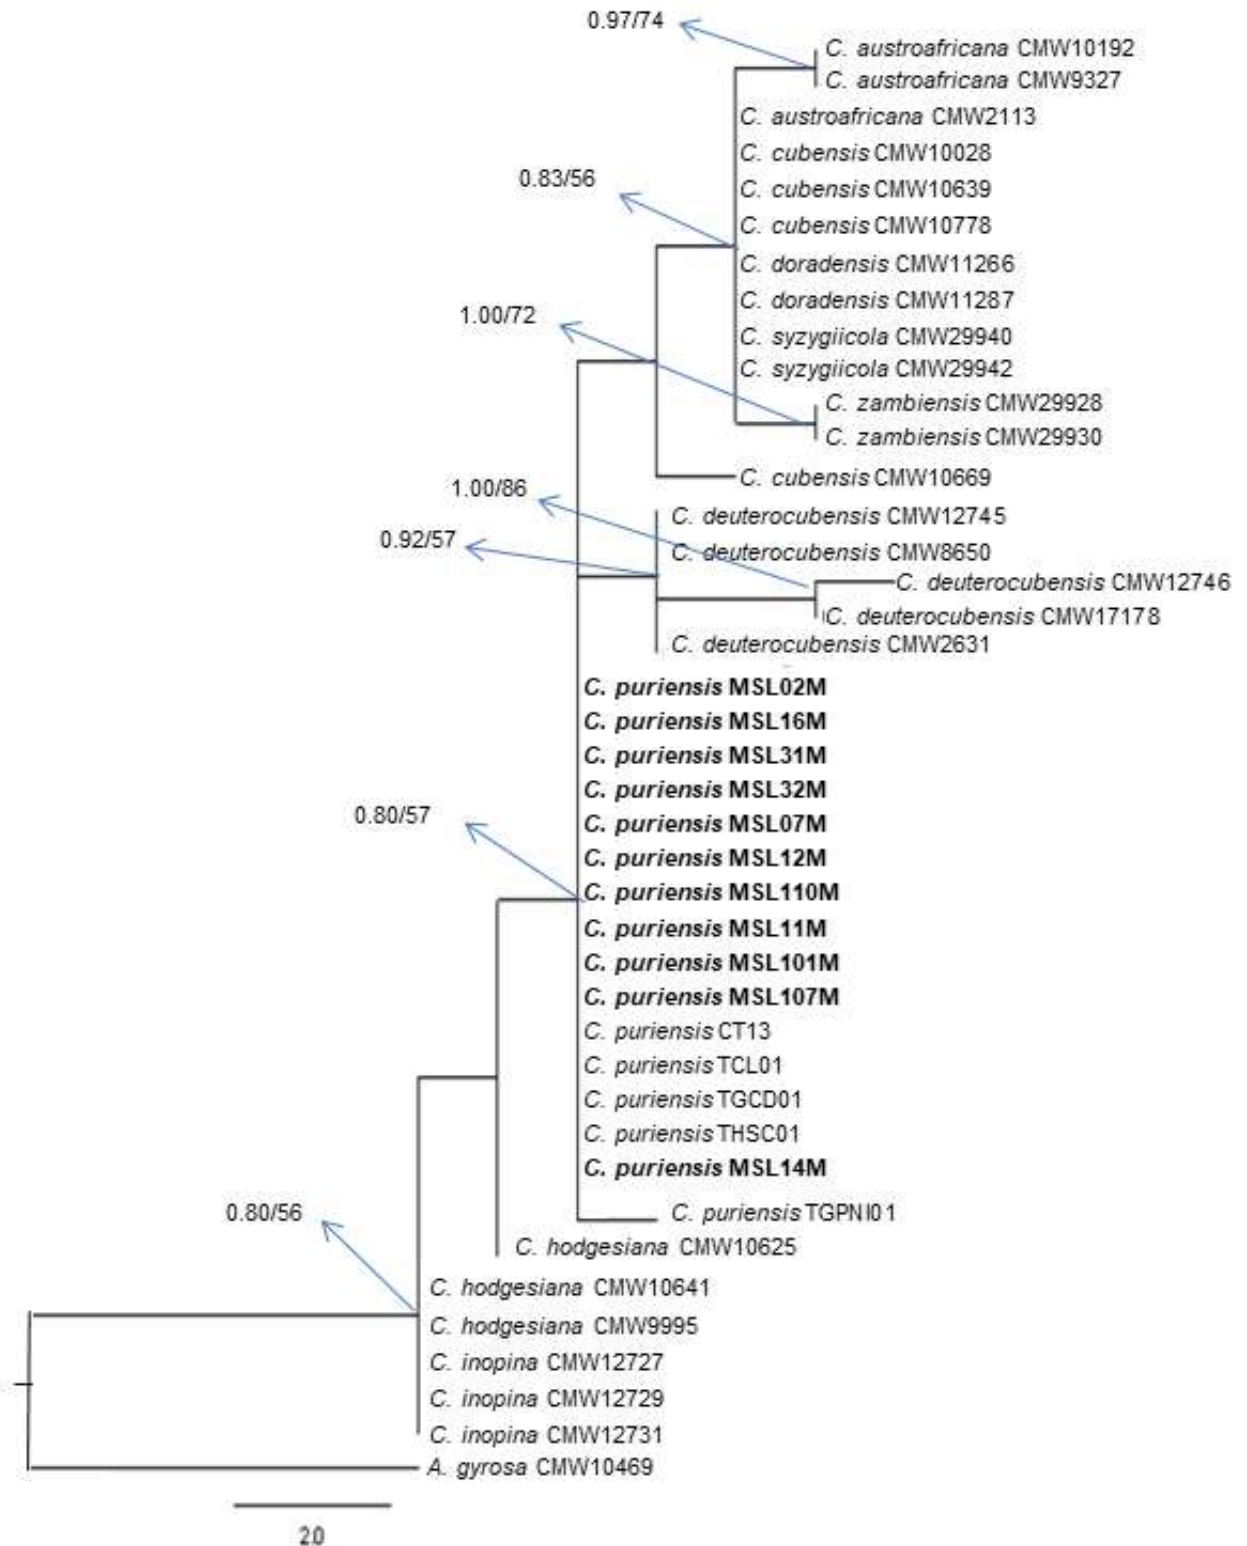 0.97/74
C. austroafricana CMW10192
C. austroafricana CMW9327
C. austroafricana CMW2113
C. cubensis CMW10028
0.83/56
C. cubensis CMW10639
C. cubensis CMW10778
C. doradensis CMW11266
C. doradensis CMW11287
1.00/72
C. syzygiicola CMW29940
C. syzygiicola CMW29942
C. zambiensis CMW29928
C. zambiensis CMW29930
C. cubensis CMW10669
1.00/86
C. deuterocubensis CMW12745
0.92/57
C. deuterocubensis CMW8650
C. deuterocubensis CMW12746
C. deuterocubensis CMW17178
C. deuterocubensis CMW2631
C. puriensis MSL02M
C. puriensis MSL16M
C. puriensis MSL31M
C. puriensis MSL32M
0.80/57
C. puriensis MSL07M
C. puriensis MSL12M
C. puriensis MSL110M
C. puriensis MSL11M
C. puriensis MSL101M
C. puriensis MSL107M
C. puriensis CT13
C. puriensis TCL01
C. puriensis TGCD01
C. puriensis THSC01
C. puriensis MSL14M
0.80/56
C. puriensis TGPNI01
C. hodgesiana CMW10625
C. hodgesiana CMW10641
C. hodgesiana CMW9995
C. inopina CMW12727
C. inopina CMW12729
C. inopina CMW12731
A. gyrosa CMW10469
2.0